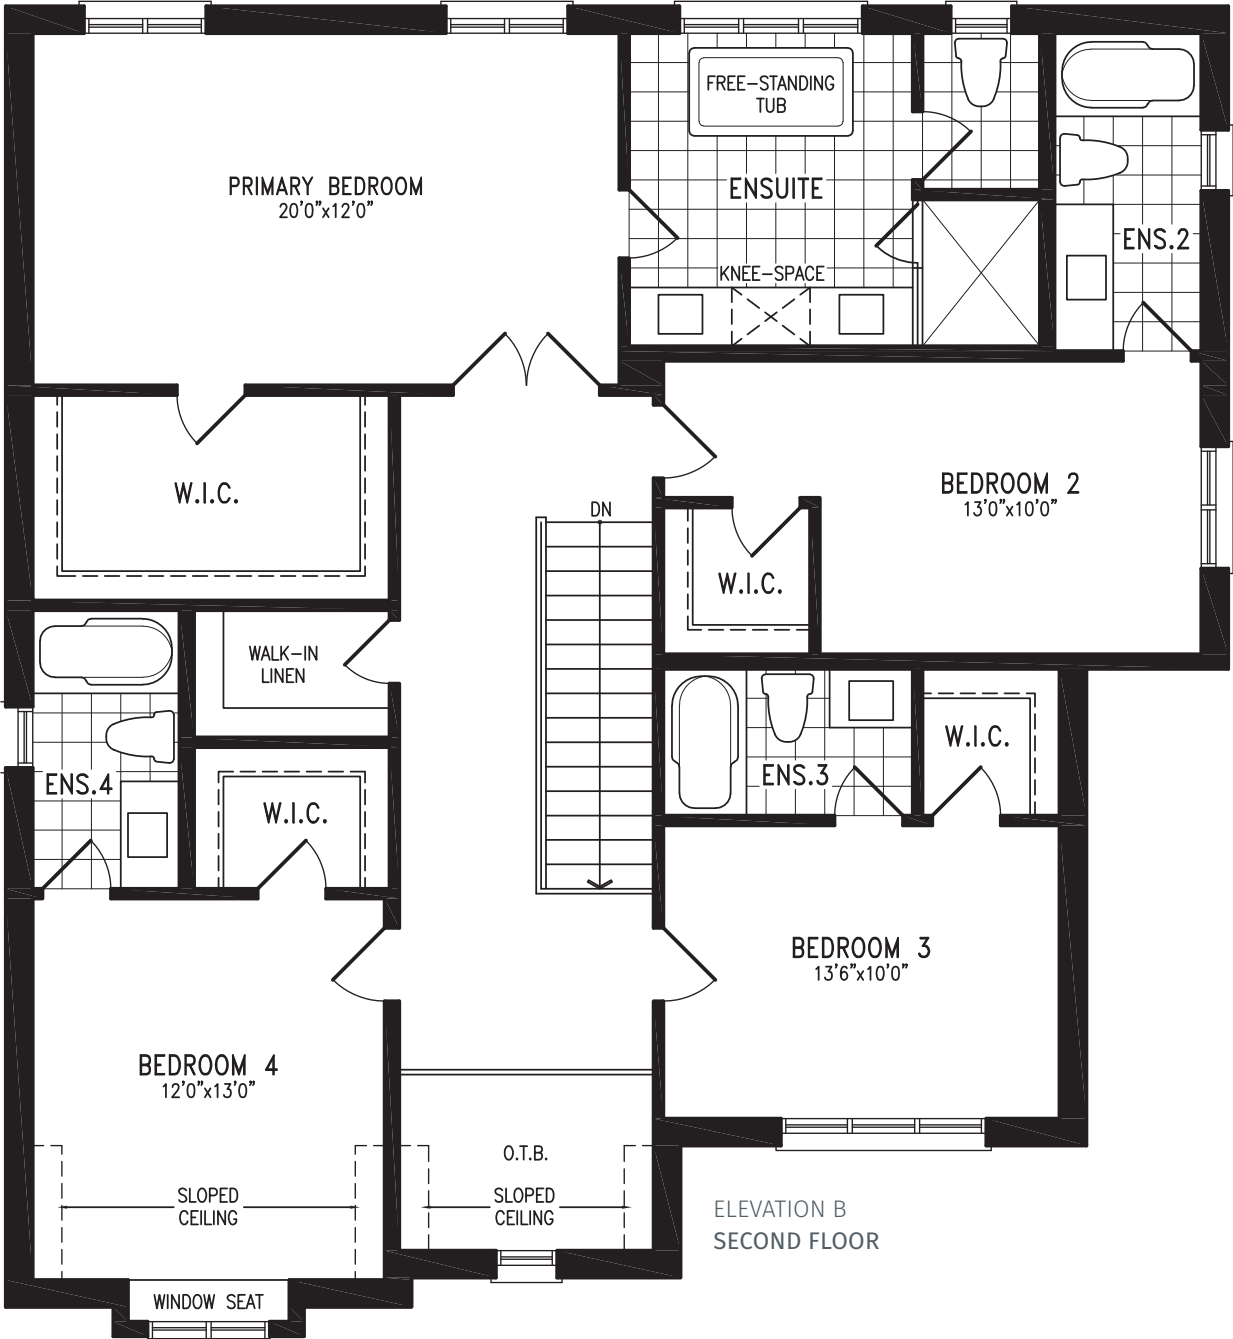 FREE-STANDING
TUB
PRIMARY BEDROOM
20'0"x12'0"
ENSUITE
ENS.2
KNEE-SPACE
W.I.C.
BEDROOM 2
13'0"x10'0"
DN
W.I.C.
WALK-IN
LINEN
W.I.C.
ENS.3
ENS.4
W.I.C.
BEDROOM 3
13'6"x10'0"
BEDROOM 4
12'0"x13'0"
O.T.B.
SLOPED
CEILING
SLOPED
CEILING
ELEVATION B
SECOND FLOOR
WINDOW SEAT